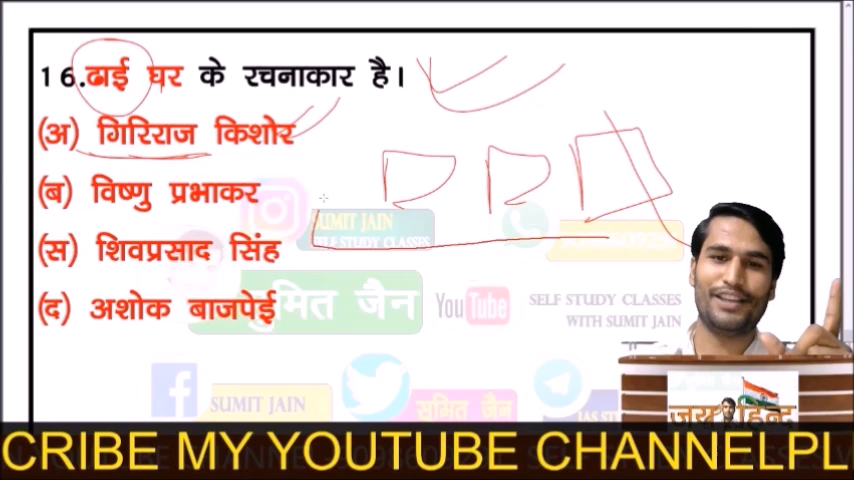 16.ढाई घर के रचनाकार है।
(अ) गिरिराज किशोर
(ब) विष्णु प्रभाकर
(स) शिवप्रसाद सिंह
(द) अशोक बाजपेई
SUMIT JAIN
SELF STUDY CLASSES
सुमित जैन
YouTube
SELF STUDY CLASSES
WITH SUMIT JAIN
SUMIT JAIN
सुमित जैन
जय हिन्द
CRIBE MY YOUTUBE CHANNELPL